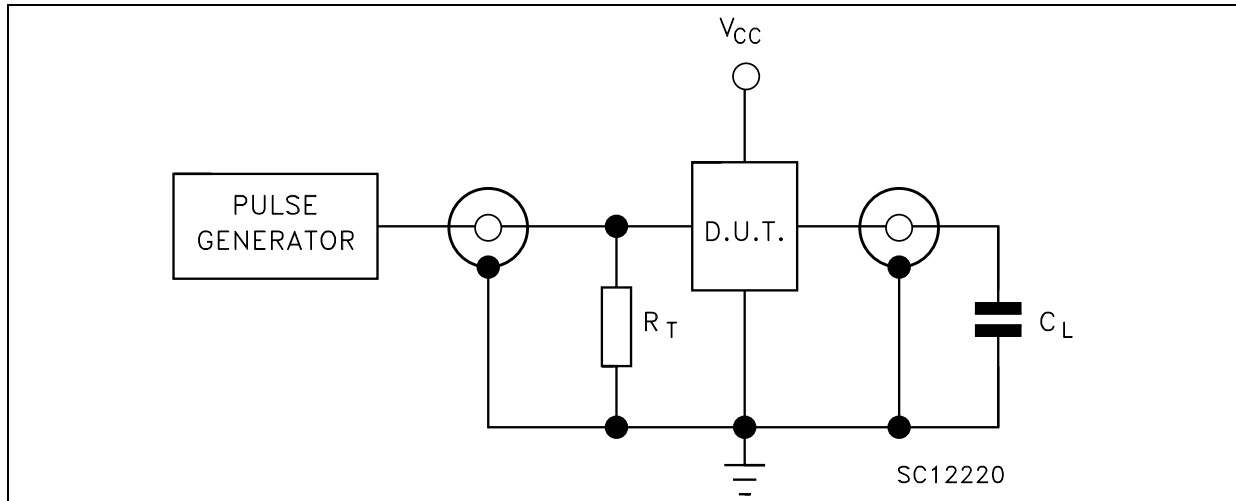 VCC
PULSE
GENERATOR
D.U.T.
RT
CL
SC12220